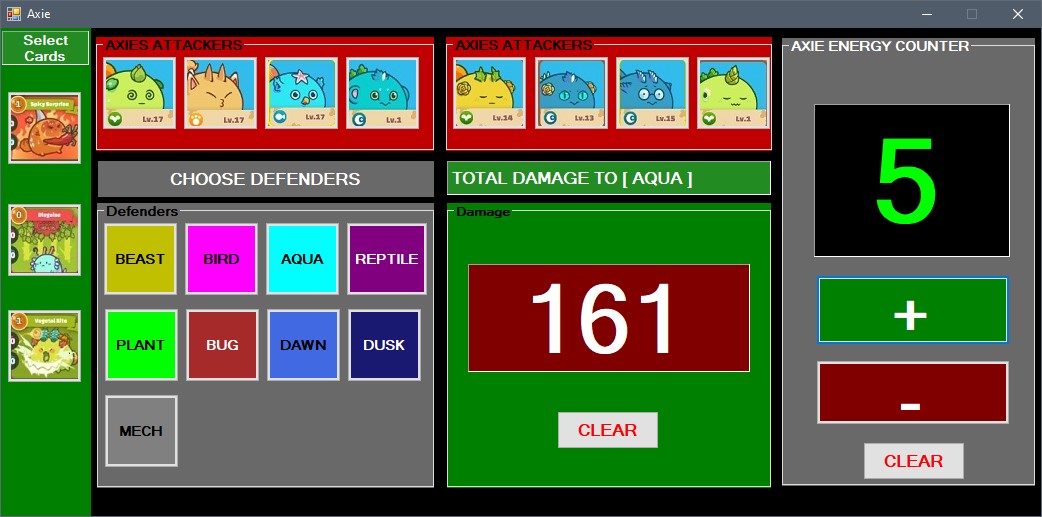 Axie
Select
Cards
1 Spicy Surprise
0 Disguise
1 Vegetal Bite
AXIES ATTACKERS
Lv.17
Lv.17
Lv.17
Lv.1
AXIES ATTACKERS
Lv.14
Lv.13
Lv.15
Lv.1
CHOOSE DEFENDERS
Defenders
BEAST
BIRD
AQUA
REPTILE
PLANT
BUG
DAWN
DUSK
MECH
TOTAL DAMAGE TO [ AQUA ]
Damage
161
CLEAR
AXIE ENERGY COUNTER
5
+
-
CLEAR